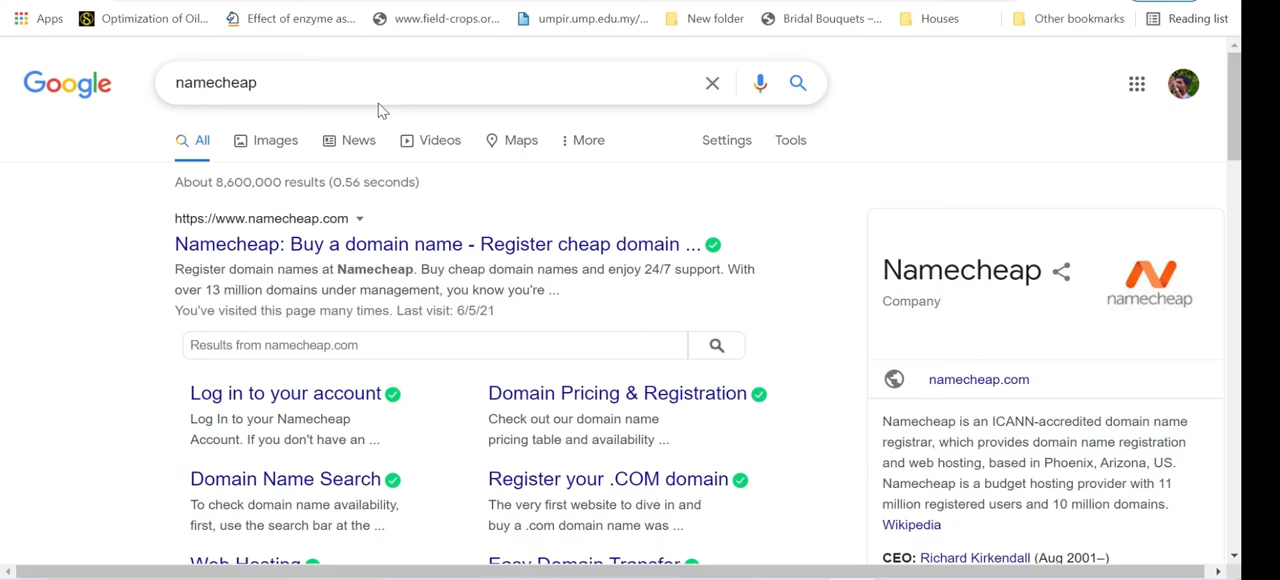 Apps Optimization of Oil... Effect of enzyme as... www.field-crops.or... umpir.ump.edu.my/... New folder Bridal Bouquets –... Houses Other bookmarks Reading list
Google namecheap
All Images News Videos Maps More Settings Tools
About 8,600,000 results (0.56 seconds)
https://www.namecheap.com
Namecheap: Buy a domain name - Register cheap domain ...
Register domain names at Namecheap. Buy cheap domain names and enjoy 24/7 support. With
over 13 million domains under management, you know you're ...
You've visited this page many times. Last visit: 6/5/21
Results from namecheap.com
Log in to your account
Log In to your Namecheap
Account. If you don't have an ...
Domain Pricing & Registration
Check out our domain name
pricing table and availability ...
Domain Name Search
To check domain name availability,
first, use the search bar at the ...
Register your .COM domain
The very first website to dive in and
buy a .com domain name was ...
Web Hosting
Easy Domain Transfer
Namecheap
Company
namecheap
namecheap.com
Namecheap is an ICANN-accredited domain name
registrar, which provides domain name registration
and web hosting, based in Phoenix, Arizona, US.
Namecheap is a budget hosting provider with 11
million registered users and 10 million domains.
Wikipedia
CEO: Richard Kirkendall (Aug 2001–)